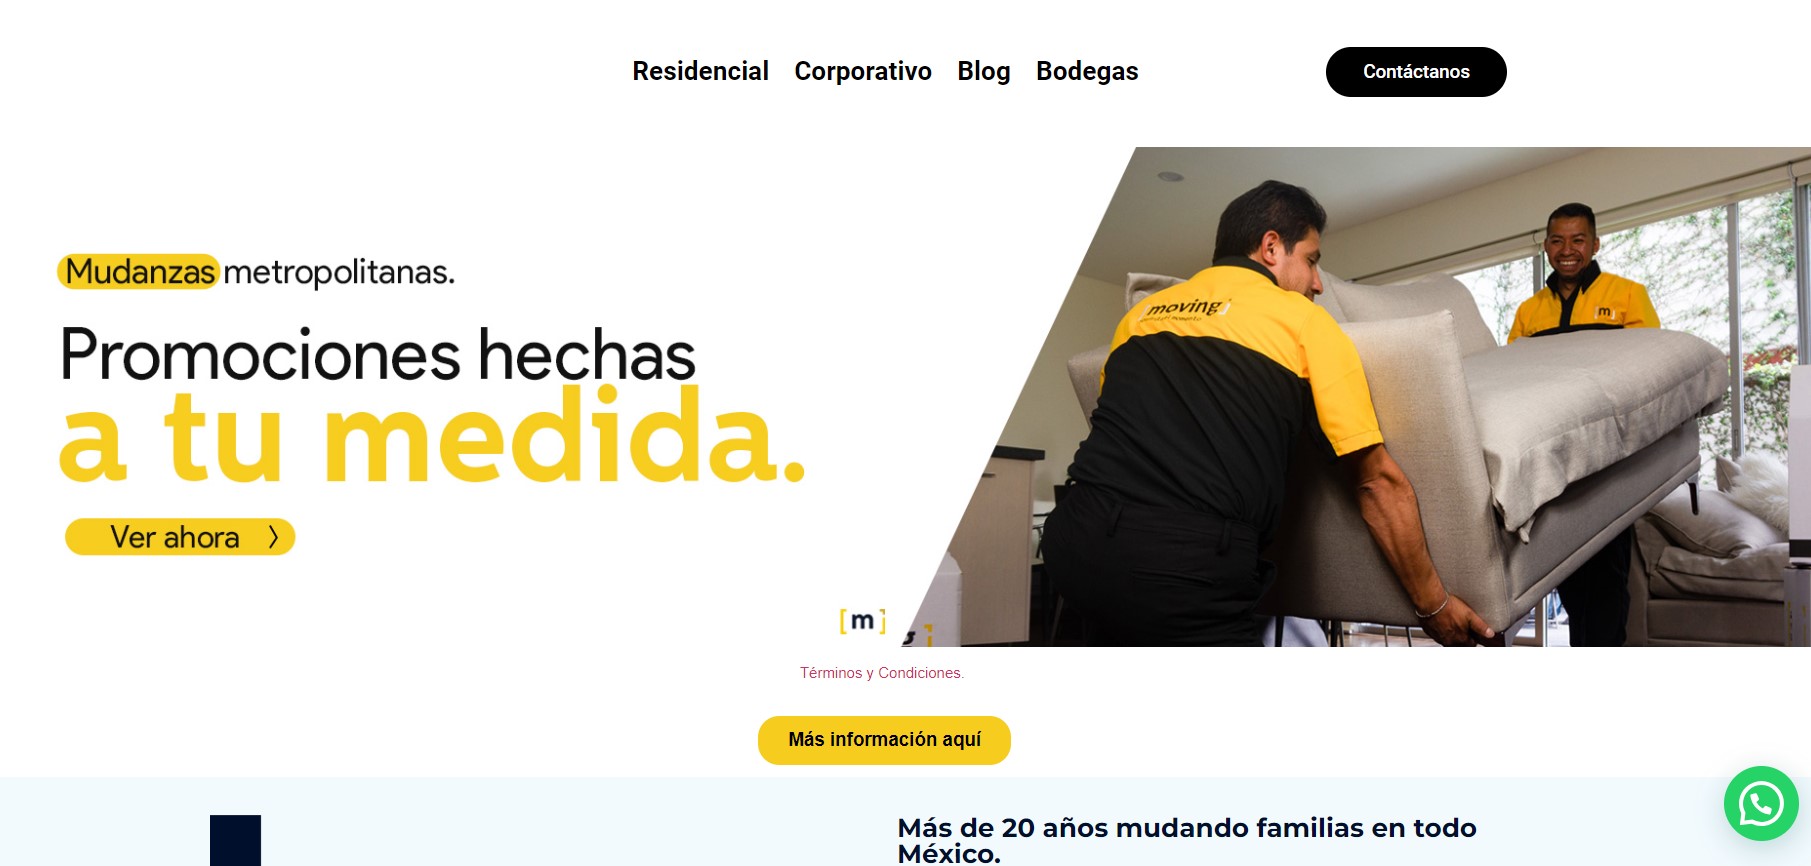 Residencial Corporativo Blog Bodegas
Contáctanos
Mudanzas metropolitanas.
Promociones hechas
a tu medida.
Ver ahora >
[moving]
[m]
[m]
Términos y Condiciones.
Más información aquí
Más de 20 años mudando familias en todo
México.